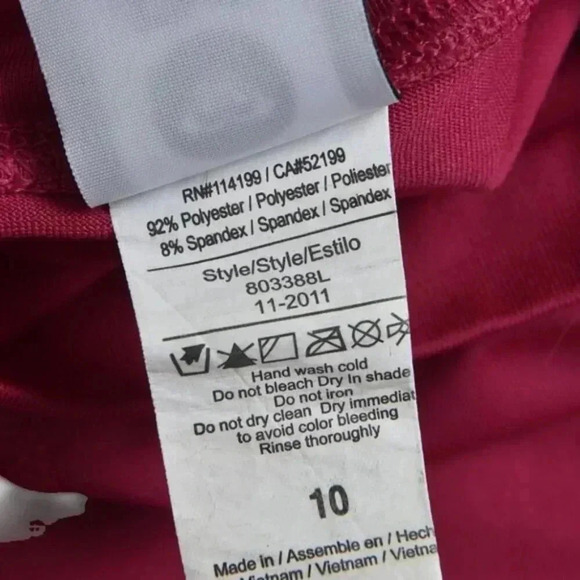 RN#114199 / CA#52199
92% Polyester / Polyester / Poliester
8% Spandex / Spandex / Spandex
Style/Style/Estilo
803388L
11-2011
Hand wash cold
Do not bleach Dry In shade
Do not iron
Do not dry clean Dry immediat
to avoid color bleeding
Rinse thoroughly
10
Made in / Assemble en / Hech
Vietnam / Vietnam / Vietna